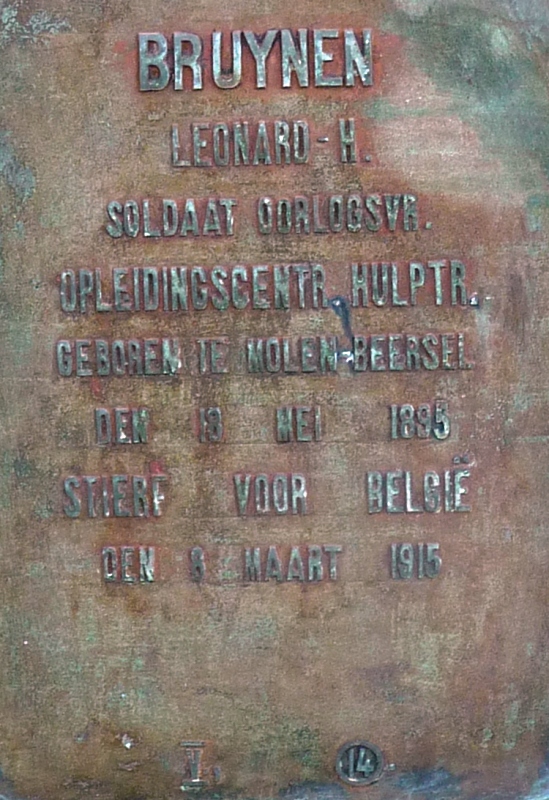 BRUYNEN
LEONARD-H.
SOLDAAT OORLOGSVR.
OPLEIDINGSCENTR. HULPTR.
GEBOREN TE MOLEN-BEERSEL
DEN 19 MEI 1895
STIERF VOOR BELGIË
DEN 8 MAART 1915
I.
14